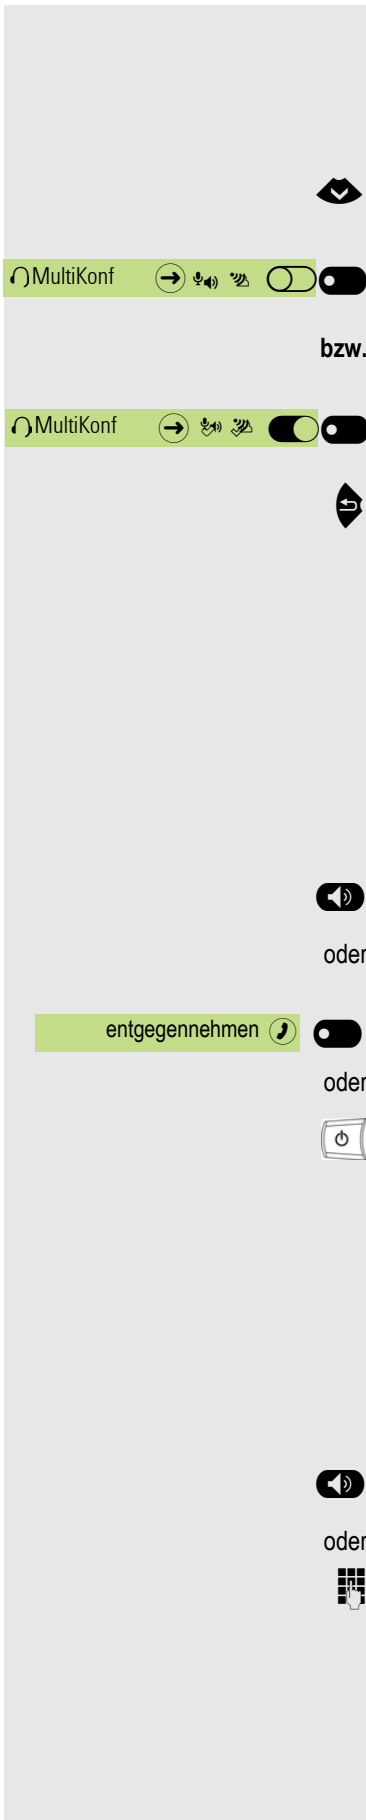 MultiKonf
bzw.
MultiKonf
oder
entgegennehmen
oder
oder